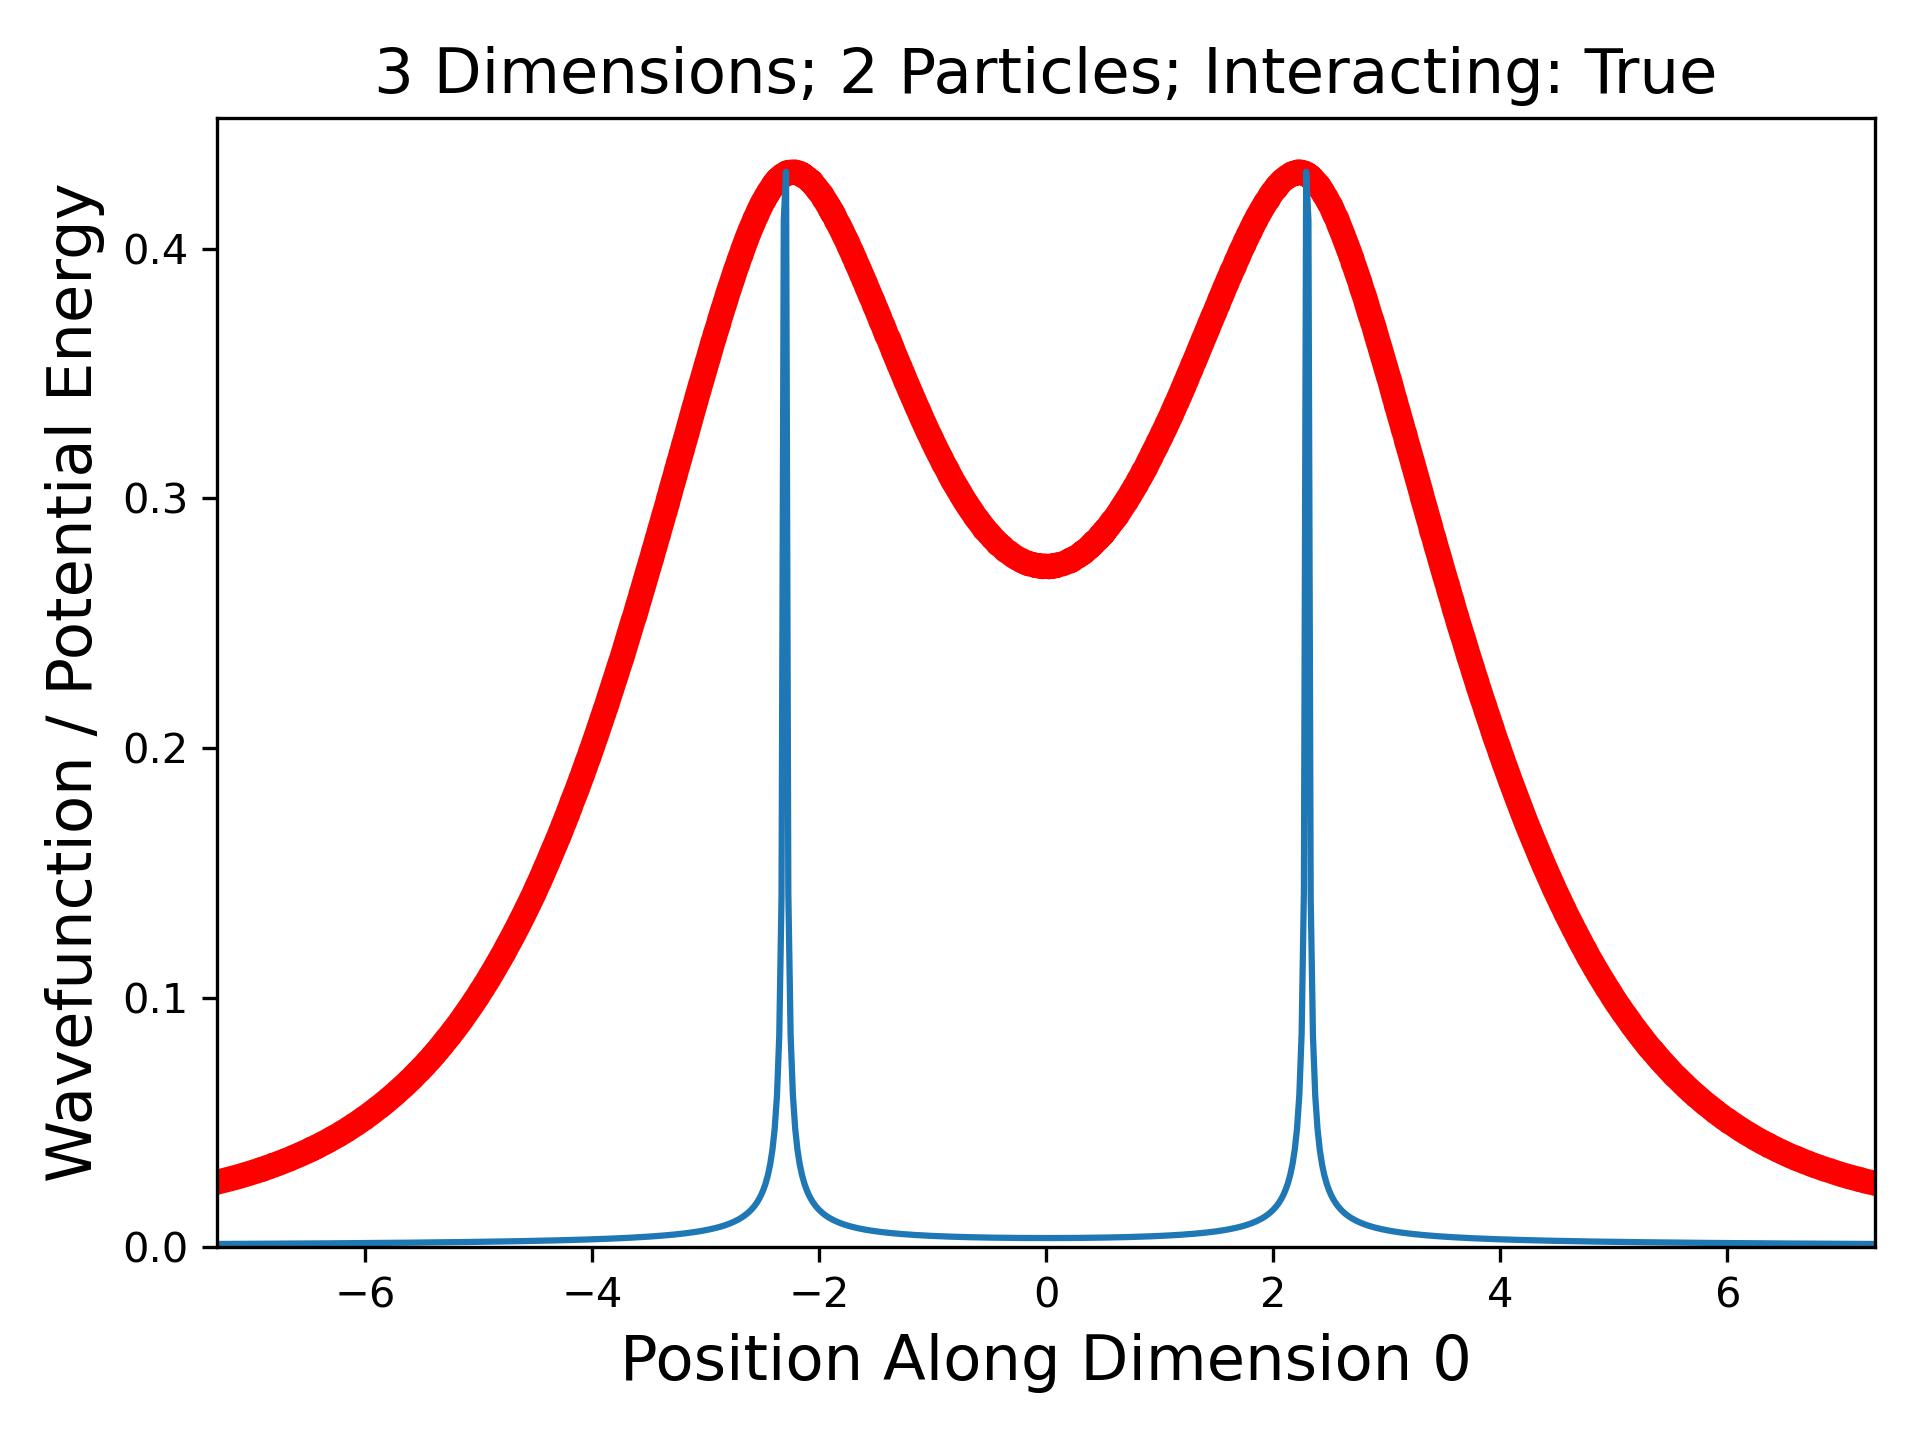 3 Dimensions; 2 Particles; Interacting: True
Wavefunction / Potential Energy
0.4
0.3
0.2
0.1
0.0
−6 −4 −2 0 2 4 6
Position Along Dimension 0